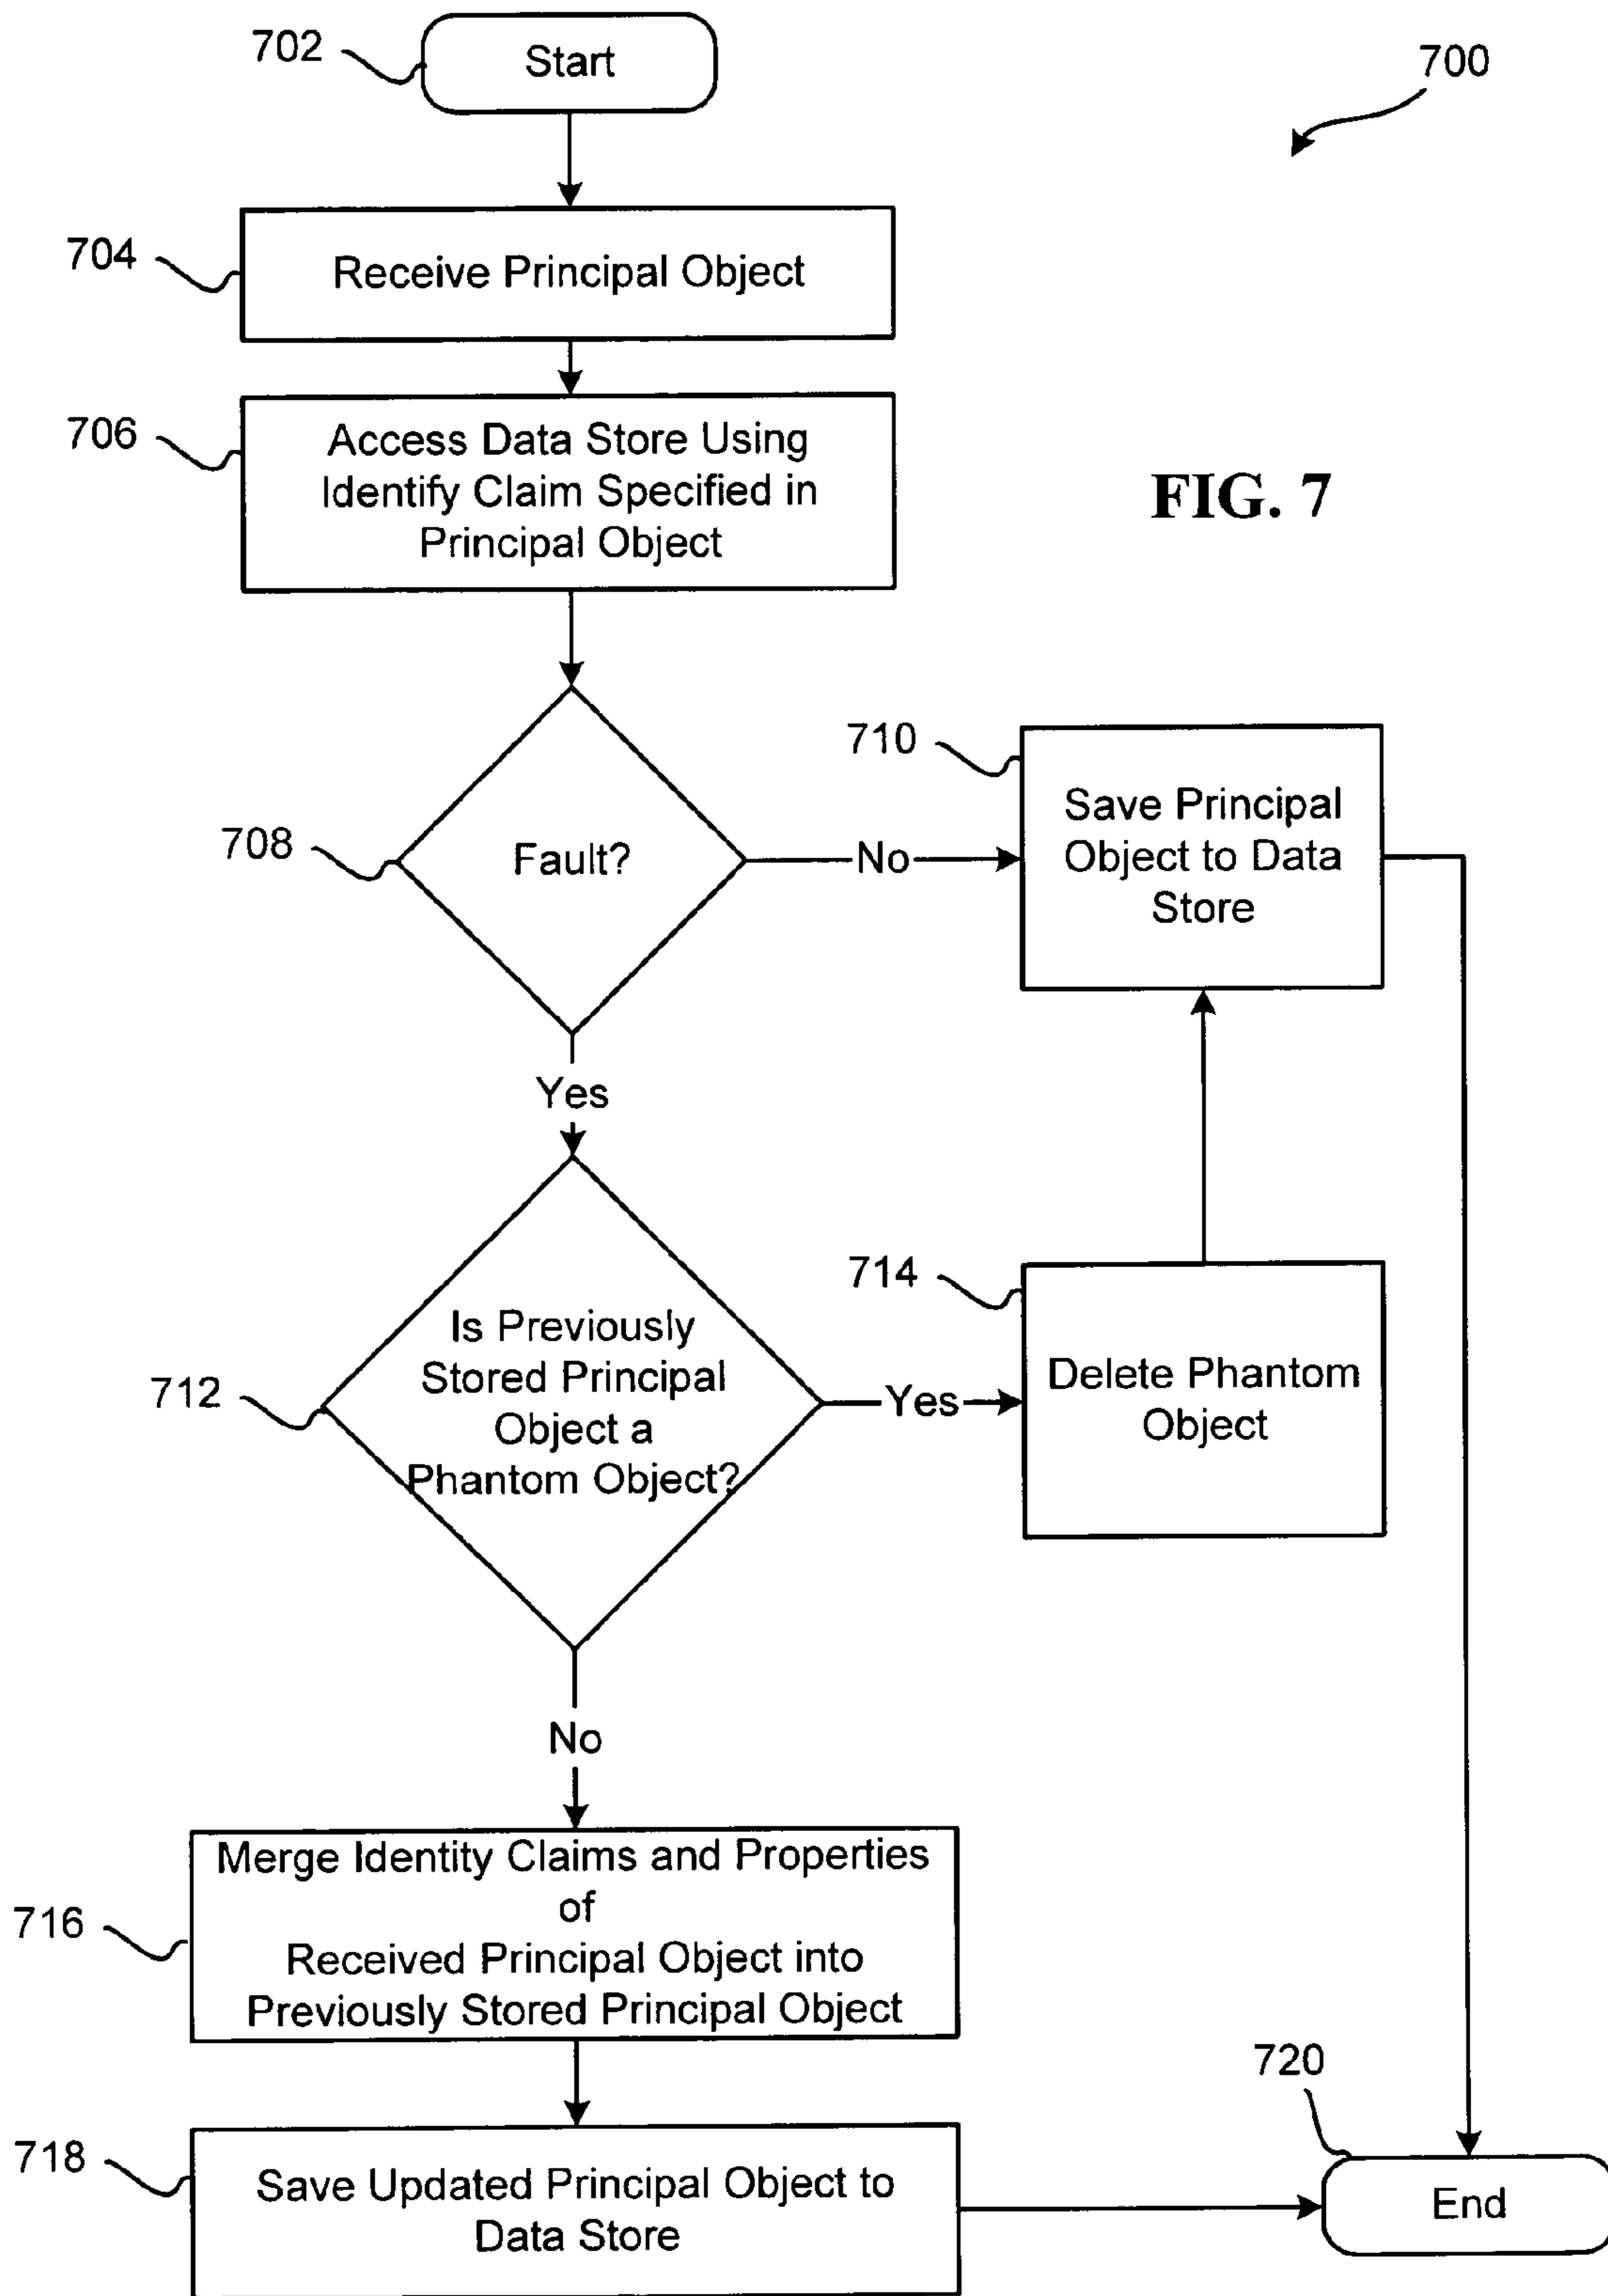 702
Start
700
704
Receive Principal Object
706
Access Data Store Using
Identify Claim Specified in
Principal Object
FIG. 7
708
Fault?
No
710
Save Principal
Object to Data
Store
Yes
712
Is Previously
Stored Principal
Object a
Phantom Object?
Yes
714
Delete Phantom
Object
No
716
Merge Identity Claims and Properties
of
Received Principal Object into
Previously Stored Principal Object
718
Save Updated Principal Object to
Data Store
720
End